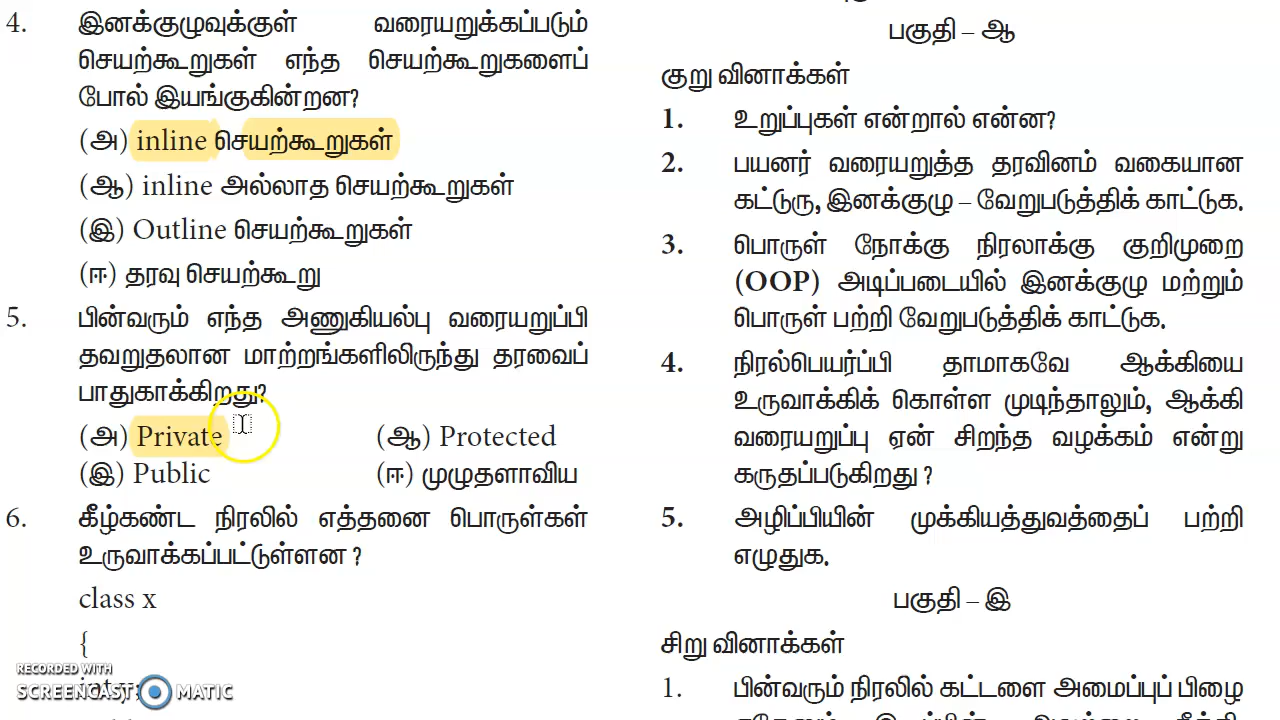 4. இனக்குழுவுக்குள் வரையறுக்கப்படும்
செயற்கூறுகள் எந்த செயற்கூறுகளைப்
போல் இயங்குகின்றன?
(அ) inline செயற்கூறுகள்
(ஆ) inline அல்லாத செயற்கூறுகள்
(இ) Outline செயற்கூறுகள்
(ஈ) தரவு செயற்கூறு
5. பின்வரும் எந்த அணுகியல்பு வரையறுப்பி
தவறுதலான மாற்றங்களிலிருந்து தரவைப்
பாதுகாக்கிறது?
(அ) Private (ஆ) Protected
(இ) Public (ஈ) முழுதளாவிய
6. கீழ்கண்ட நிரலில் எத்தனை பொருள்கள்
உருவாக்கப்பட்டுள்ளன ?
class x
{
int y;
RECORDED WITH
SCREENCAST MATIC
பகுதி – ஆ
குறு வினாக்கள்
1. உறுப்புகள் என்றால் என்ன?
2. பயனர் வரையறுத்த தரவினம் வகையான
கட்டுரு, இனக்குழு – வேறுபடுத்திக் காட்டுக.
3. பொருள் நோக்கு நிரலாக்கு குறிமுறை
(OOP) அடிப்படையில் இனக்குழு மற்றும்
பொருள் பற்றி வேறுபடுத்திக் காட்டுக.
4. நிரல்பெயர்ப்பி தாமாகவே ஆக்கியை
உருவாக்கிக் கொள்ள முடிந்தாலும், ஆக்கி
வரையறுப்பு ஏன் சிறந்த வழக்கம் என்று
கருதப்படுகிறது ?
5. அழிப்பியின் முக்கியத்துவத்தைப் பற்றி
எழுதுக.
பகுதி – இ
சிறு வினாக்கள்
1. பின்வரும் நிரலில் கட்டளை அமைப்புப் பிழை